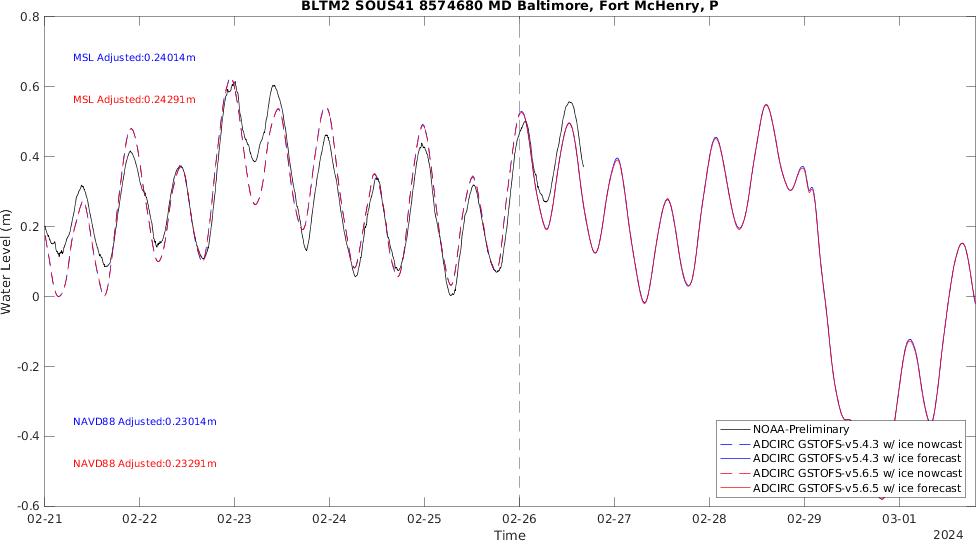 BLTM2 SOUS41 8574680 MD Baltimore, Fort McHenry, P
0.8
0.6
0.4
0.2
0
-0.2
-0.4
-0.6
Water Level (m)
MSL Adjusted:0.24014m
MSL Adjusted:0.24291m
NAVD88 Adjusted:0.23014m
NAVD88 Adjusted:0.23291m
NOAA-Preliminary
ADCIRC GSTOFS-v5.4.3 w/ ice nowcast
ADCIRC GSTOFS-v5.4.3 w/ ice forecast
ADCIRC GSTOFS-v5.6.5 w/ ice nowcast
ADCIRC GSTOFS-v5.6.5 w/ ice forecast
02-21 02-22 02-23 02-24 02-25 02-26 02-27 02-28 02-29 03-01
Time
2024